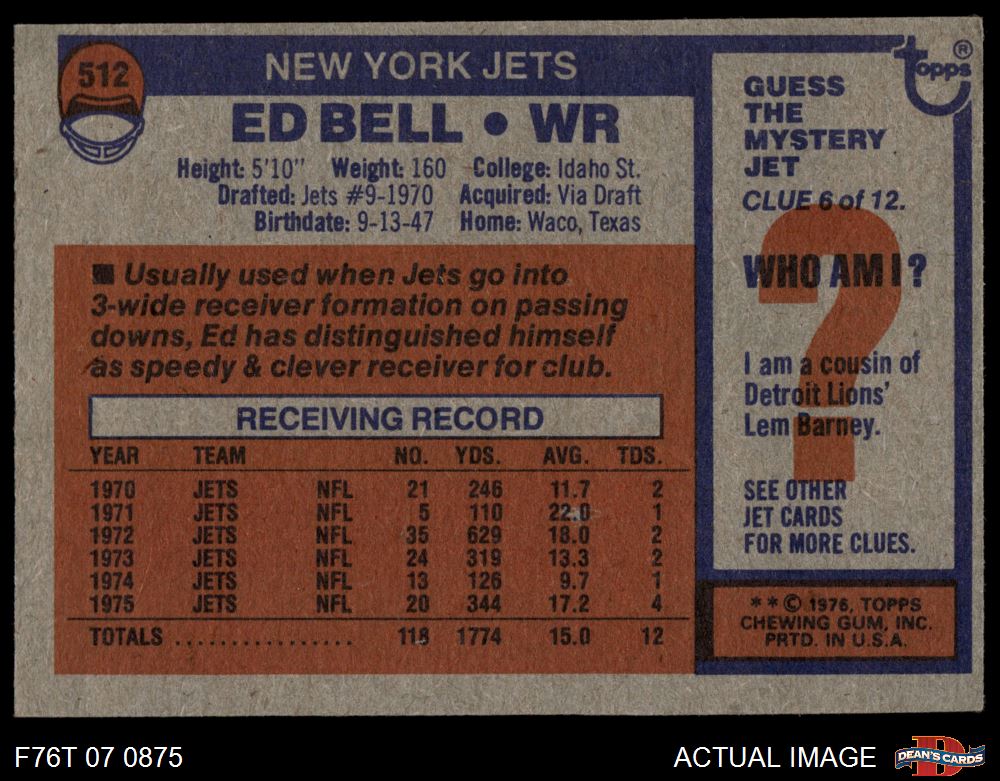 512
NEW YORK JETS
ED BELL • WR
Height: 5'10" Weight: 160 College: Idaho St.
Drafted: Jets #9-1970 Acquired: Via Draft
Birthdate: 9-13-47 Home: Waco, Texas
■ Usually used when Jets go into
3-wide receiver formation on passing
downs, Ed has distinguished himself
as speedy & clever receiver for club.
RECEIVING RECORD
YEAR TEAM NO. YDS. AVG. TDS.
1970 JETS NFL 21 246 11.7 2
1971 JETS NFL 5 110 22.0 1
1972 JETS NFL 35 629 18.0 2
1973 JETS NFL 24 319 13.3 2
1974 JETS NFL 13 126 9.7 1
1975 JETS NFL 20 344 17.2 4
TOTALS ................ 118 1774 15.0 12
topps ®
GUESS
THE
MYSTERY
JET
CLUE 6 of 12.
?
WHO AM I?
I am a cousin of
Detroit Lions'
Lem Barney.
SEE OTHER
JET CARDS
FOR MORE CLUES.
** © 1976, TOPPS
CHEWING GUM, INC.
PRTD. IN U.S.A.
F76T 07 0875
ACTUAL IMAGE
D
DEAN'S CARDS